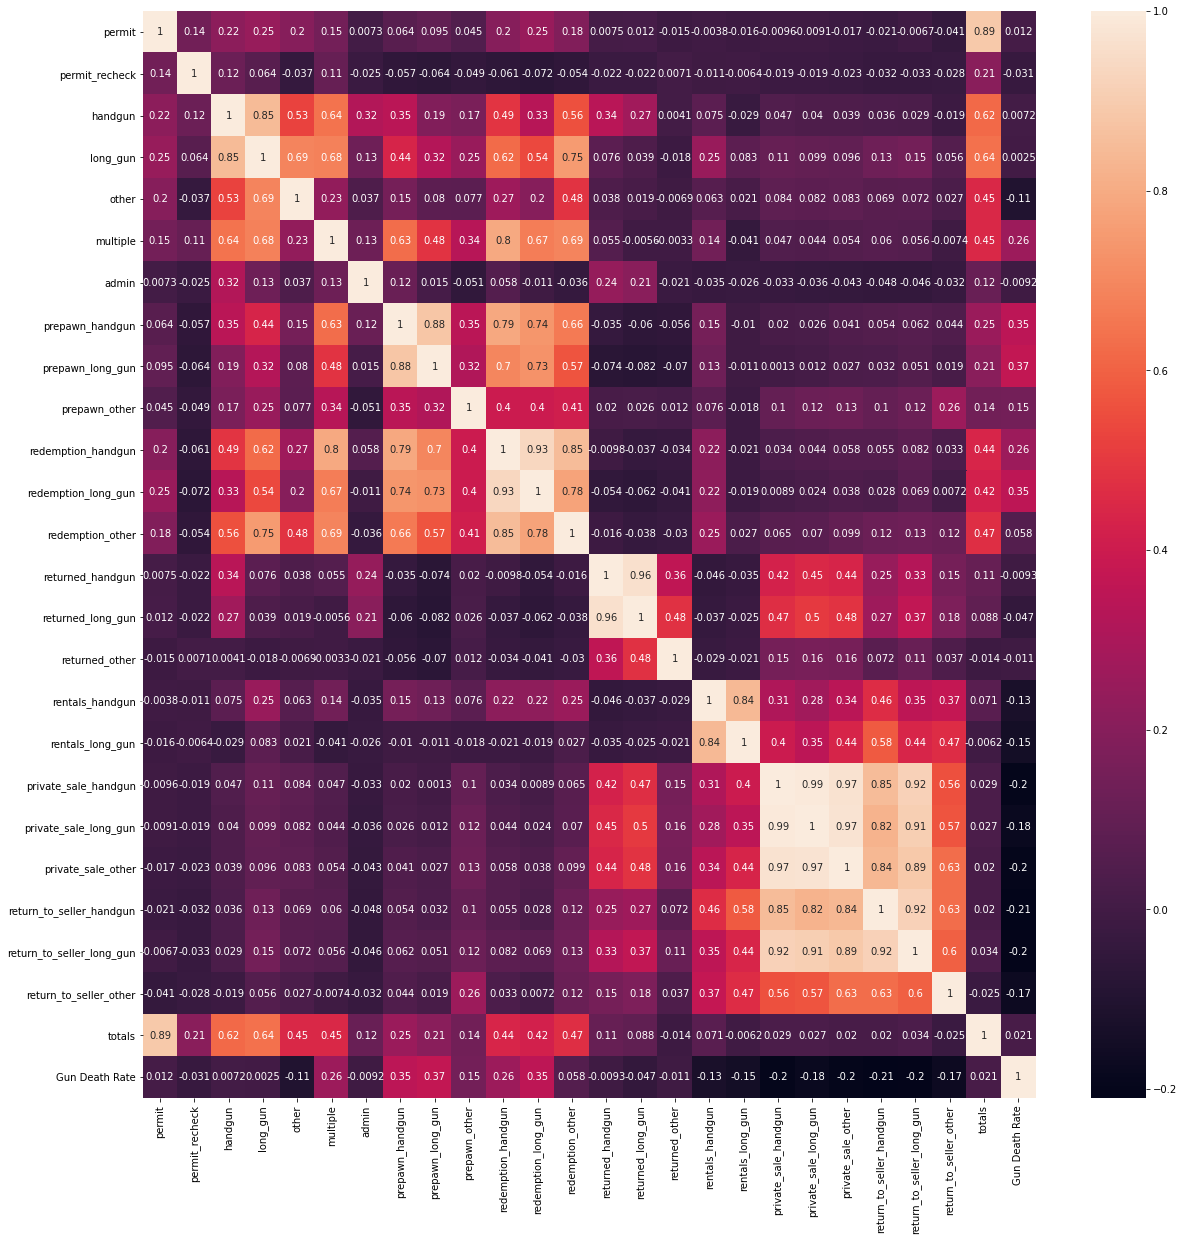 permit 1 0.14 0.22 0.25 0.2 0.15 0.0073 0.064 0.095 0.045 0.2 0.25 0.18 0.0075 0.012 -0.015 -0.0038 -0.016 -0.0096 -0.0091 -0.017 -0.021 -0.0067 -0.041 0.89 0.012
permit_recheck 0.14 1 0.12 0.064 -0.037 0.11 -0.025 -0.057 -0.064 -0.049 -0.061 -0.072 -0.054 -0.022 -0.022 0.0071 -0.011 -0.0064 -0.019 -0.019 -0.023 -0.032 -0.033 -0.028 0.21 -0.031
handgun 0.22 0.12 1 0.85 0.53 0.64 0.32 0.35 0.19 0.17 0.49 0.33 0.56 0.34 0.27 0.0041 0.075 -0.029 0.047 0.04 0.039 0.036 0.029 -0.019 0.62 0.0072
long_gun 0.25 0.064 0.85 1 0.69 0.68 0.13 0.44 0.32 0.25 0.62 0.54 0.75 0.076 0.039 -0.018 0.25 0.083 0.11 0.099 0.096 0.13 0.15 0.056 0.64 0.0025
other 0.2 -0.037 0.53 0.69 1 0.23 0.037 0.15 0.08 0.077 0.27 0.2 0.48 0.038 0.019 -0.0069 0.063 0.021 0.084 0.082 0.083 0.069 0.072 0.027 0.45 -0.11
multiple 0.15 0.11 0.64 0.68 0.23 1 0.13 0.63 0.48 0.34 0.8 0.67 0.69 0.055 -0.0056 -0.0033 0.14 -0.041 0.047 0.044 0.054 0.06 0.056 -0.0074 0.45 0.26
admin 0.0073 -0.025 0.32 0.13 0.037 0.13 1 0.12 0.015 -0.051 0.058 -0.011 -0.036 0.24 0.21 -0.021 -0.035 -0.026 -0.033 -0.036 -0.043 -0.048 -0.046 -0.032 0.12 -0.0092
prepawn_handgun 0.064 -0.057 0.35 0.44 0.15 0.63 0.12 1 0.88 0.35 0.79 0.74 0.66 -0.035 -0.06 -0.056 0.15 -0.01 0.02 0.026 0.041 0.054 0.062 0.044 0.25 0.35
prepawn_long_gun 0.095 -0.064 0.19 0.32 0.08 0.48 0.015 0.88 1 0.32 0.7 0.73 0.57 -0.074 -0.082 -0.07 0.13 -0.011 0.0013 0.012 0.027 0.032 0.051 0.019 0.21 0.37
prepawn_other 0.045 -0.049 0.17 0.25 0.077 0.34 -0.051 0.35 0.32 1 0.4 0.4 0.41 0.02 0.026 0.012 0.076 -0.018 0.1 0.12 0.13 0.1 0.12 0.26 0.14 0.15
redemption_handgun 0.2 -0.061 0.49 0.62 0.27 0.8 0.058 0.79 0.7 0.4 1 0.93 0.85 -0.0098 -0.037 -0.034 0.22 -0.021 0.034 0.044 0.058 0.055 0.082 0.033 0.44 0.26
redemption_long_gun 0.25 -0.072 0.33 0.54 0.2 0.67 -0.011 0.74 0.73 0.4 0.93 1 0.78 -0.054 -0.062 -0.041 0.22 -0.019 0.0089 0.024 0.038 0.028 0.069 0.0072 0.42 0.35
redemption_other 0.18 -0.054 0.56 0.75 0.48 0.69 -0.036 0.66 0.57 0.41 0.85 0.78 1 -0.016 -0.038 -0.03 0.25 0.027 0.065 0.07 0.099 0.12 0.13 0.12 0.47 0.058
returned_handgun 0.0075 -0.022 0.34 0.076 0.038 0.055 0.24 -0.035 -0.074 0.02 -0.0098 -0.054 -0.016 1 0.96 0.36 -0.046 -0.035 0.42 0.45 0.44 0.25 0.33 0.15 0.11 -0.0093
returned_long_gun 0.012 -0.022 0.27 0.039 0.019 -0.0056 0.21 -0.06 -0.082 0.026 -0.037 -0.062 -0.038 0.96 1 0.48 -0.037 -0.025 0.47 0.5 0.48 0.27 0.37 0.18 0.088 -0.047
returned_other -0.015 0.0071 0.0041 -0.018 -0.0069 -0.0033 -0.021 -0.056 -0.07 0.012 -0.034 -0.041 -0.03 0.36 0.48 1 -0.029 -0.021 0.15 0.16 0.16 0.072 0.11 0.037 -0.014 -0.011
rentals_handgun -0.0038 -0.011 0.075 0.25 0.063 0.14 -0.035 0.15 0.13 0.076 0.22 0.22 0.25 -0.046 -0.037 -0.029 1 0.84 0.31 0.28 0.34 0.46 0.35 0.37 0.071 -0.13
rentals_long_gun -0.016 -0.0064 -0.029 0.083 0.021 -0.041 -0.026 -0.01 -0.011 -0.018 -0.021 -0.019 0.027 -0.035 -0.025 -0.021 0.84 1 0.4 0.35 0.44 0.58 0.44 0.47 -0.0062 -0.15
private_sale_handgun -0.0096 -0.019 0.047 0.11 0.084 0.047 -0.033 0.02 0.0013 0.1 0.034 0.0089 0.065 0.42 0.47 0.15 0.31 0.4 1 0.99 0.97 0.85 0.92 0.56 0.029 -0.2
private_sale_long_gun -0.0091 -0.019 0.04 0.099 0.082 0.044 -0.036 0.026 0.012 0.12 0.044 0.024 0.07 0.45 0.5 0.16 0.28 0.35 0.99 1 0.97 0.82 0.91 0.57 0.027 -0.18
private_sale_other -0.017 -0.023 0.039 0.096 0.083 0.054 -0.043 0.041 0.027 0.13 0.058 0.038 0.099 0.44 0.48 0.16 0.34 0.44 0.97 0.97 1 0.84 0.89 0.63 0.02 -0.2
return_to_seller_handgun -0.021 -0.032 0.036 0.13 0.069 0.06 -0.048 0.054 0.032 0.1 0.055 0.028 0.12 0.25 0.27 0.072 0.46 0.58 0.85 0.82 0.84 1 0.92 0.63 0.02 -0.21
return_to_seller_long_gun -0.0067 -0.033 0.029 0.15 0.072 0.056 -0.046 0.062 0.051 0.12 0.082 0.069 0.13 0.33 0.37 0.11 0.35 0.44 0.92 0.91 0.89 0.92 1 0.6 0.034 -0.2
return_to_seller_other -0.041 -0.028 -0.019 0.056 0.027 -0.0074 -0.032 0.044 0.019 0.26 0.033 0.0072 0.12 0.15 0.18 0.037 0.37 0.47 0.56 0.57 0.63 0.63 0.6 1 -0.025 -0.17
totals 0.89 0.21 0.62 0.64 0.45 0.45 0.12 0.25 0.21 0.14 0.44 0.42 0.47 0.11 0.088 -0.014 0.071 -0.0062 0.029 0.027 0.02 0.02 0.034 -0.025 1 0.021
Gun Death Rate 0.012 -0.031 0.0072 0.0025 -0.11 0.26 -0.0092 0.35 0.37 0.15 0.26 0.35 0.058 -0.0093 -0.047 -0.011 -0.13 -0.15 -0.2 -0.18 -0.2 -0.21 -0.2 -0.17 0.021 1
permit
permit_recheck
handgun
long_gun
other
multiple
admin
prepawn_handgun
prepawn_long_gun
prepawn_other
redemption_handgun
redemption_long_gun
redemption_other
returned_handgun
returned_long_gun
returned_other
rentals_handgun
rentals_long_gun
private_sale_handgun
private_sale_long_gun
private_sale_other
return_to_seller_handgun
return_to_seller_long_gun
return_to_seller_other
totals
Gun Death Rate
1.0
0.8
0.6
0.4
0.2
0.0
−0.2